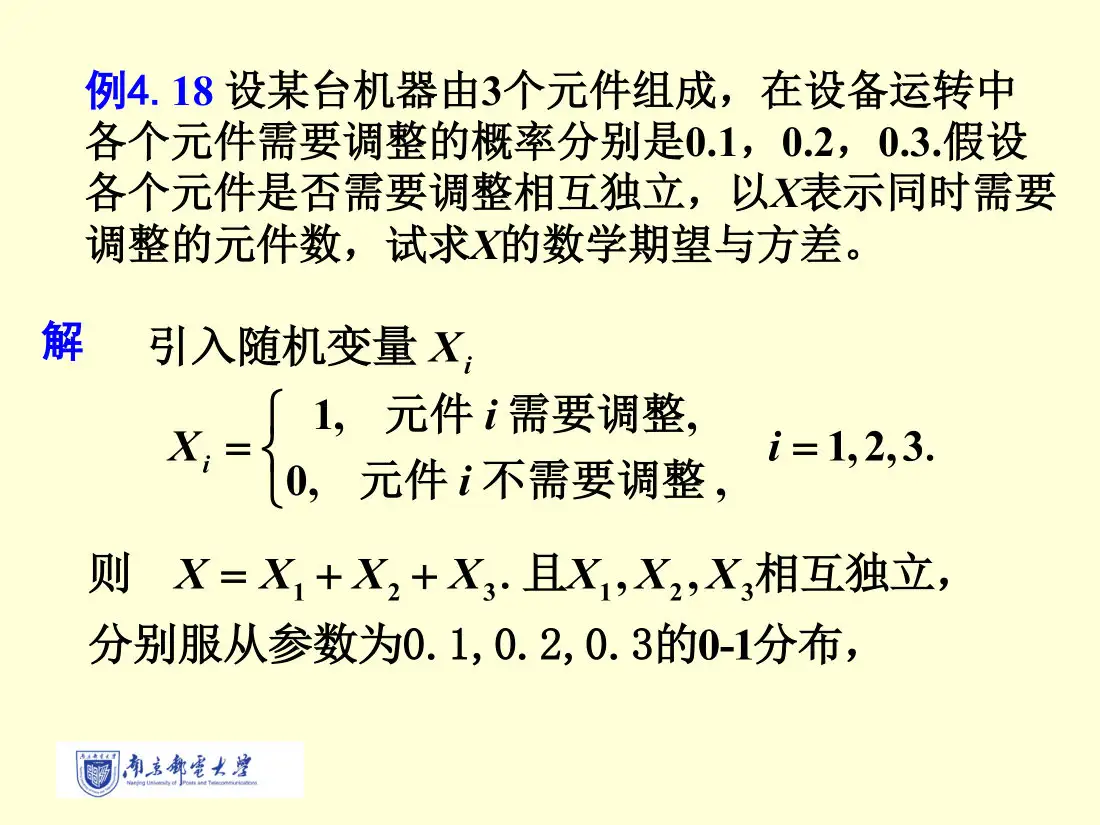 例4.18 设某台机器由3个元件组成，在设备运转中
各个元件需要调整的概率分别是0.1，0.2，0.3.假设
各个元件是否需要调整相互独立，以X表示同时需要
调整的元件数，试求X的数学期望与方差。
解 引入随机变量 Xᵢ
1, 元件 i 需要调整,
Xᵢ = { i = 1,2,3.
0, 元件 i 不需要调整 ,
则 X = X₁ + X₂ + X₃ . 且X₁ , X₂ , X₃相互独立，
分别服从参数为0.1,0.2,0.3的0-1分布，
南京邮电大学
Nanjing University of Posts and Telecommunications